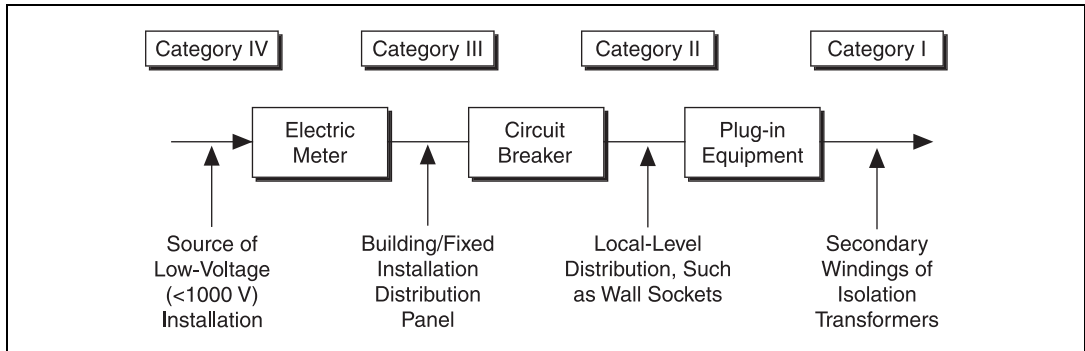 Category IV
Category III
Category II
Category I
Electric
Meter
Circuit
Breaker
Plug-in
Equipment
Source of
Low-Voltage
(<1000 V)
Installation
Building/Fixed
Installation
Distribution
Panel
Local-Level
Distribution, Such
as Wall Sockets
Secondary
Windings of
Isolation
Transformers